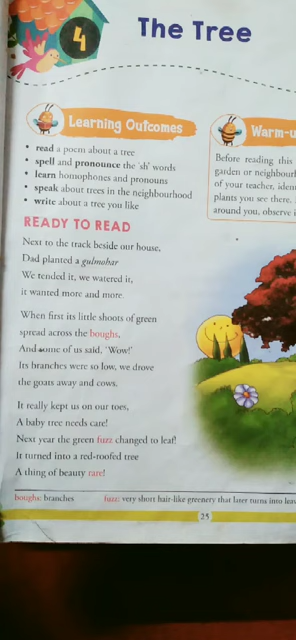 4
The Tree
Learning Outcomes
• read a poem about a tree
• spell and pronounce the 'sh' words
• learn homophones and pronouns
• speak about trees in the neighbourhood
• write about a tree you like
Warm-u
Before reading this
garden or neighbour
of your teacher, iden
plants you see there.
around you, observe
READY TO READ
Next to the track beside our house,
Dad planted a gulmohar
We tended it, we watered it,
it wanted more and more.
When first its little shoots of green
spread across the boughs,
And some of us said, 'Wow!'
Its branches were so low, we drove
the goats away and cows.
It really kept us on our toes,
A baby tree needs care!
Next year the green fuzz changed to leaf!
It turned into a red-roofed tree
A thing of beauty rare!
boughs: branches
fuzz: very short hair-like greenery that later turns into leav
25